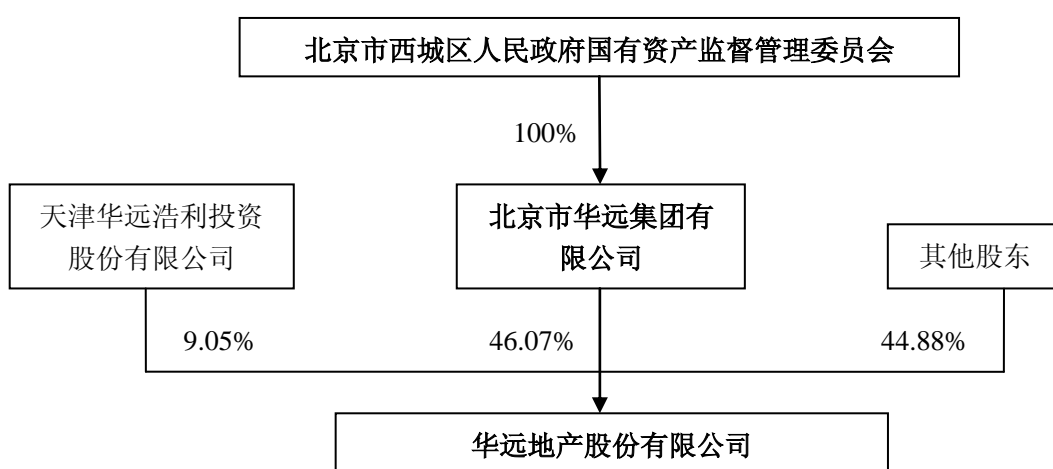 北京市西城区人民政府国有资产监督管理委员会
100%
天津华远浩利投资
股份有限公司
北京市华远集团有
限公司
其他股东
9.05%
46.07%
44.88%
华远地产股份有限公司